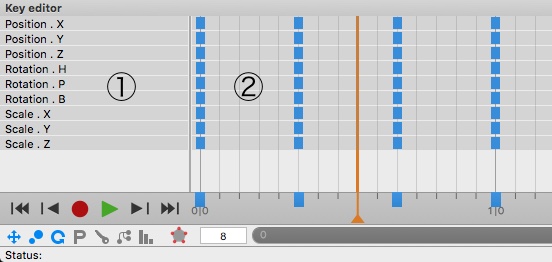 Key editor
Position . X
Position . Y
Position . Z
Rotation . H
Rotation . P
Rotation . B
Scale . X
Scale . Y
Scale . Z
① ②
0|0 1|0
8 0
Status: